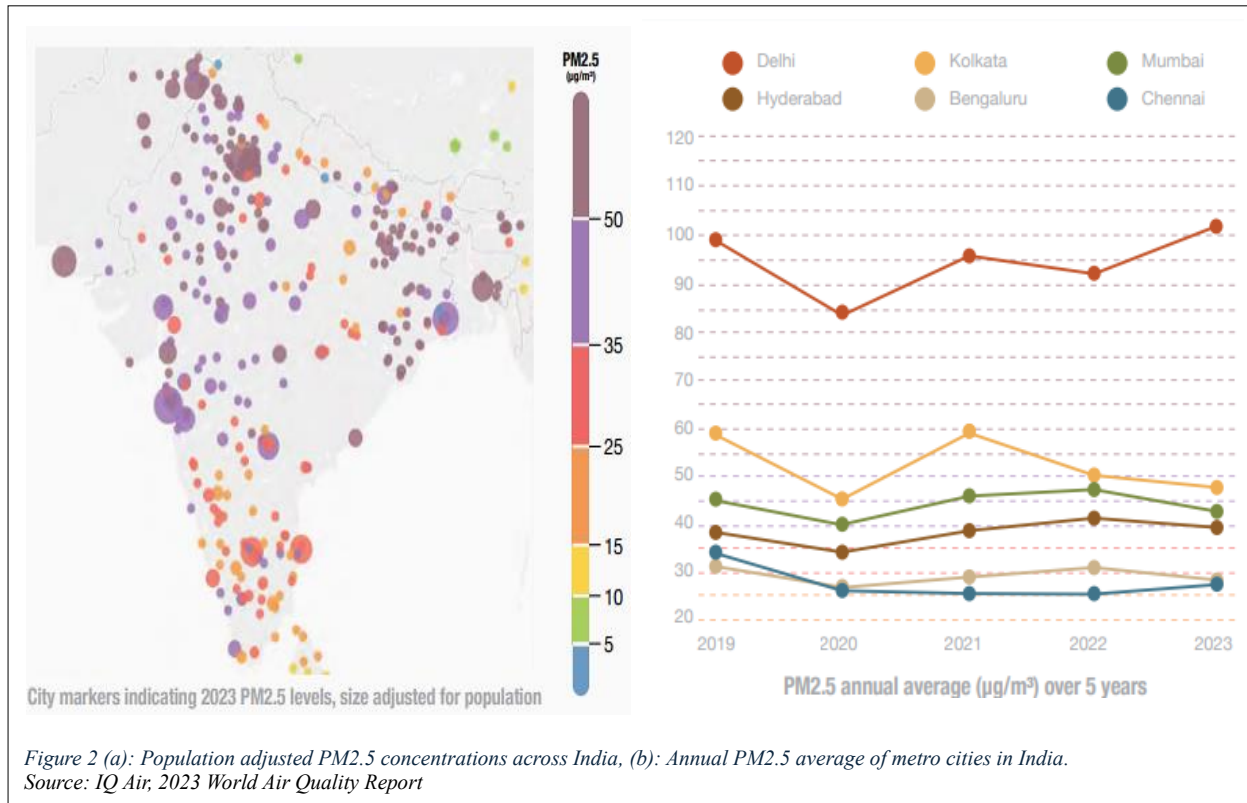 PM2.5
(µg/m³)
50
35
25
15
10
5
City markers indicating 2023 PM2.5 levels, size adjusted for population
Delhi Kolkata Mumbai
Hyderabad Bengaluru Chennai
120
110
100
90
80
70
60
50
40
30
20
2019 2020 2021 2022 2023
PM2.5 annual average (µg/m³) over 5 years
Figure 2 (a): Population adjusted PM2.5 concentrations across India, (b): Annual PM2.5 average of metro cities in India.
Source: IQ Air, 2023 World Air Quality Report